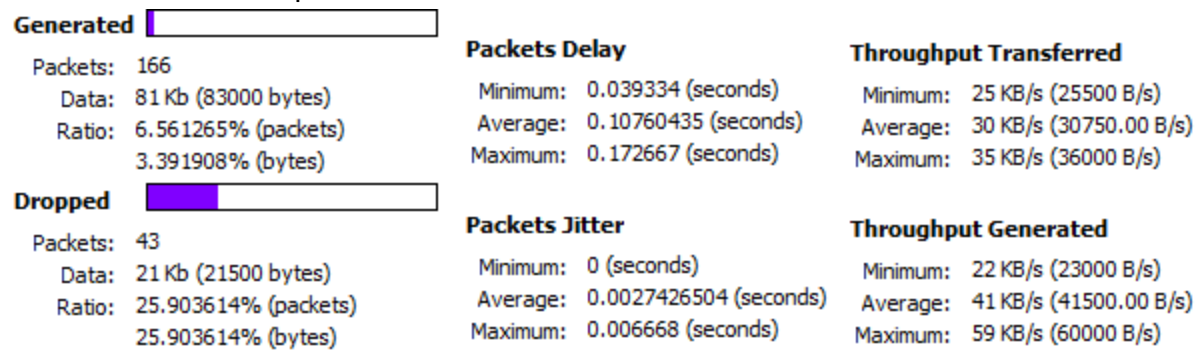 Generated
Packets: 166
Data: 81 Kb (83000 bytes)
Ratio: 6.561265% (packets)
3.391908% (bytes)
Dropped
Packets: 43
Data: 21 Kb (21500 bytes)
Ratio: 25.903614% (packets)
25.903614% (bytes)
Packets Delay
Minimum: 0.039334 (seconds)
Average: 0.10760435 (seconds)
Maximum: 0.172667 (seconds)
Packets Jitter
Minimum: 0 (seconds)
Average: 0.0027426504 (seconds)
Maximum: 0.006668 (seconds)
Throughput Transferred
Minimum: 25 KB/s (25500 B/s)
Average: 30 KB/s (30750.00 B/s)
Maximum: 35 KB/s (36000 B/s)
Throughput Generated
Minimum: 22 KB/s (23000 B/s)
Average: 41 KB/s (41500.00 B/s)
Maximum: 59 KB/s (60000 B/s)